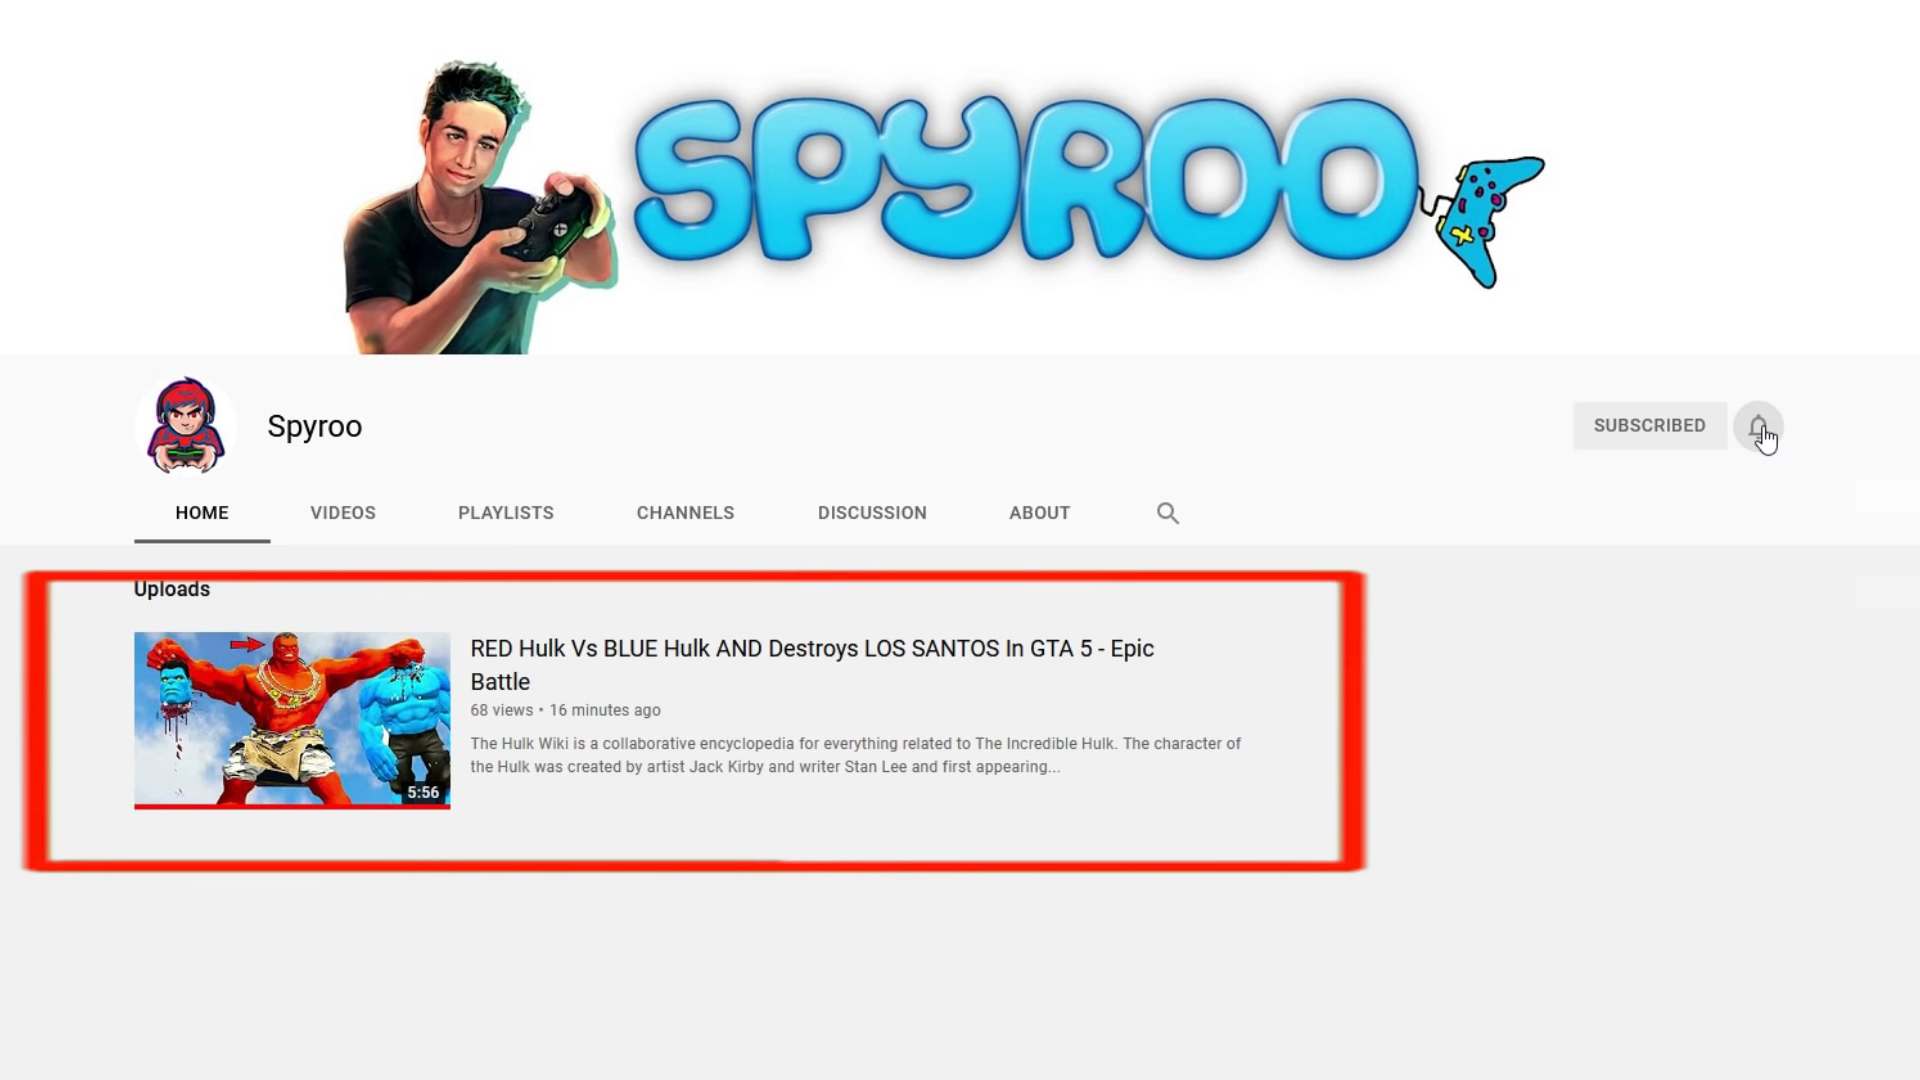 SPYROO
Spyroo
SUBSCRIBED
HOME VIDEOS PLAYLISTS CHANNELS DISCUSSION ABOUT
Uploads
RED Hulk Vs BLUE Hulk AND Destroys LOS SANTOS In GTA 5 - Epic
Battle
68 views • 16 minutes ago
The Hulk Wiki is a collaborative encyclopedia for everything related to The Incredible Hulk. The character of
the Hulk was created by artist Jack Kirby and writer Stan Lee and first appearing...
5:56